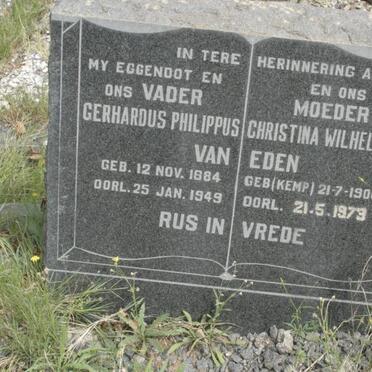 IN TERE HERINNERING A
MY EGGENOOT EN
ONS VADER
GERHARDUS PHILIPPUS
VAN EDEN
GEB. 12 NOV. 1884
OORL. 25 JAN. 1949
EN ONS
MOEDER
CHRISTINA WILHEL
GEB (KEMP) 21-7-190
OORL. 21.5.1973
RUS IN VREDE